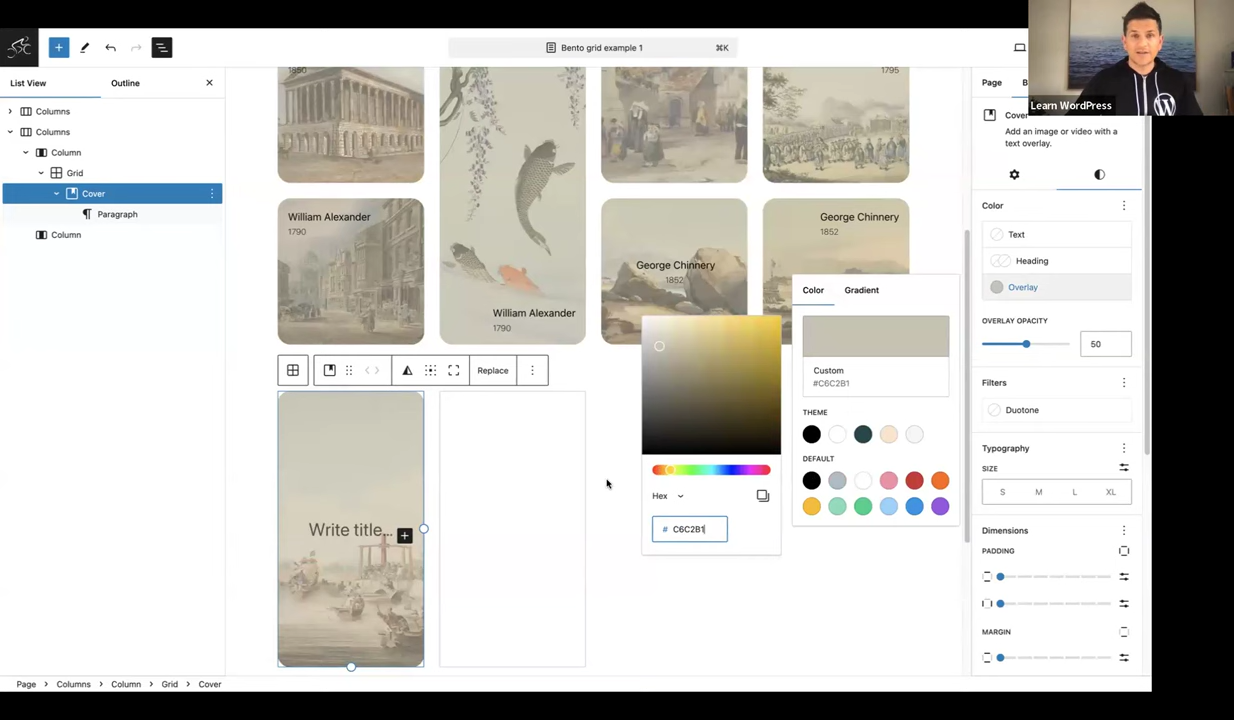 Bento grid example 1
⌘K
Learn WordPress
List View
Outline
Columns
Columns
Column
Grid
Cover
Paragraph
Column
1850
1795
William Alexander
1790
William Alexander
1790
George Chinnery
1852
George Chinnery
1852
Replace
Write title...
Hex
# C6C2B1
Color
Gradient
Custom
#C6C2B1
THEME
DEFAULT
Page
B
Cover
Add an image or video with a
text overlay.
Color
Text
Heading
Overlay
OVERLAY OPACITY
50
Filters
Duotone
Typography
SIZE
S M L XL
Dimensions
PADDING
MARGIN
Page
Columns
Column
Grid
Cover